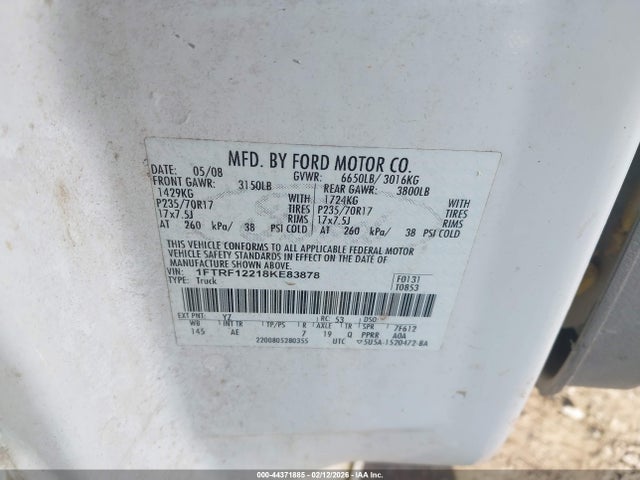 MFD. BY FORD MOTOR CO.
DATE: 05/08 GVWR: 6650LB/ 3016KG
FRONT GAWR: 3150LB REAR GAWR: 3800LB
1429KG WITH 1724KG WITH
P235/70R17 TIRES P235/70R17 TIRES
17x7.5J RIMS 17x7.5J RIMS
AT 260 kPa/ 38 PSI COLD AT 260 kPa/ 38 PSI COLD
THIS VEHICLE CONFORMS TO ALL APPLICABLE FEDERAL MOTOR
VEHICLE SAFETY STANDARDS IN EFFECT ON THE DATE OF
MANUFACTURE SHOWN ABOVE.
VIN: 1FTRF12218KE83878 F0131
TYPE: Truck T0853
EXT PNT: YZ RC: 53 DSO:
WB INT TR TP/PS R AXLE TR SPR 7F612
145 AE 7 19 Q PPRR A0A
2200805280355 UTC 5U5A-1520472-BA
000-44371885 - 02/12/2026 - IAA Inc.